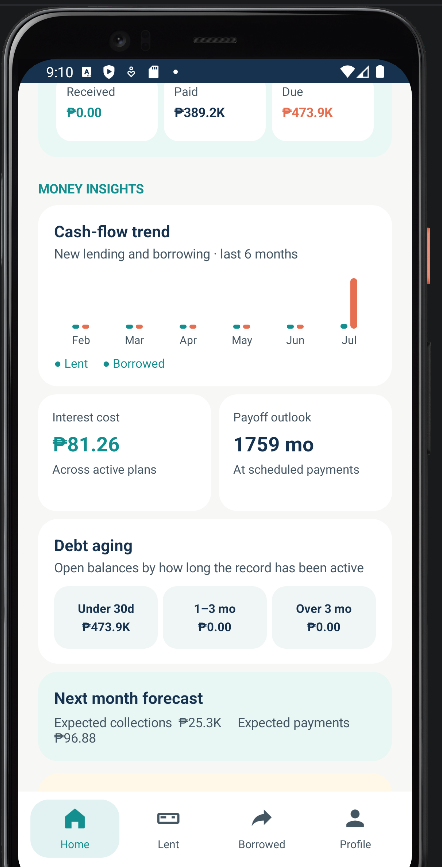 9:10
Received
Paid
Due
₱0.00
₱389.2K
₱473.9K
MONEY INSIGHTS
Cash-flow trend
New lending and borrowing · last 6 months
Feb
Mar
Apr
May
Jun
Jul
• Lent
• Borrowed
Interest cost
₱81.26
Across active plans
Payoff outlook
1759 mo
At scheduled payments
Debt aging
Open balances by how long the record has been active
Under 30d
₱473.9K
1–3 mo
₱0.00
Over 3 mo
₱0.00
Next month forecast
Expected collections ₱25.3K Expected payments
₱96.88
Home
Lent
Borrowed
Profile